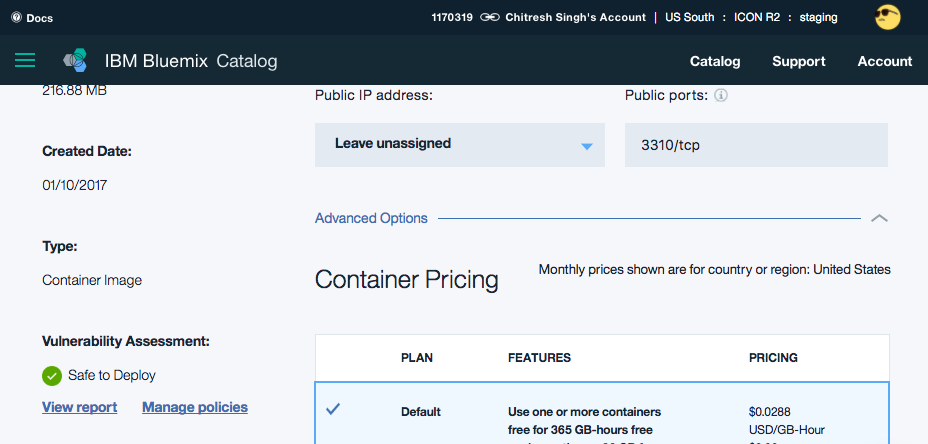 Docs
1170319 Chitresh Singh's Account | US South : ICON R2 : staging
IBM Bluemix Catalog
Catalog Support Account
216.88 MB
Created Date:
01/10/2017
Type:
Container Image
Vulnerability Assessment:
Safe to Deploy
View report Manage policies
Public IP address:
Leave unassigned
Public ports:
3310/tcp
Advanced Options
Container Pricing
Monthly prices shown are for country or region: United States
PLAN FEATURES PRICING
Default
Use one or more containers
free for 365 GB-hours free
$0.0288
USD/GB-Hour